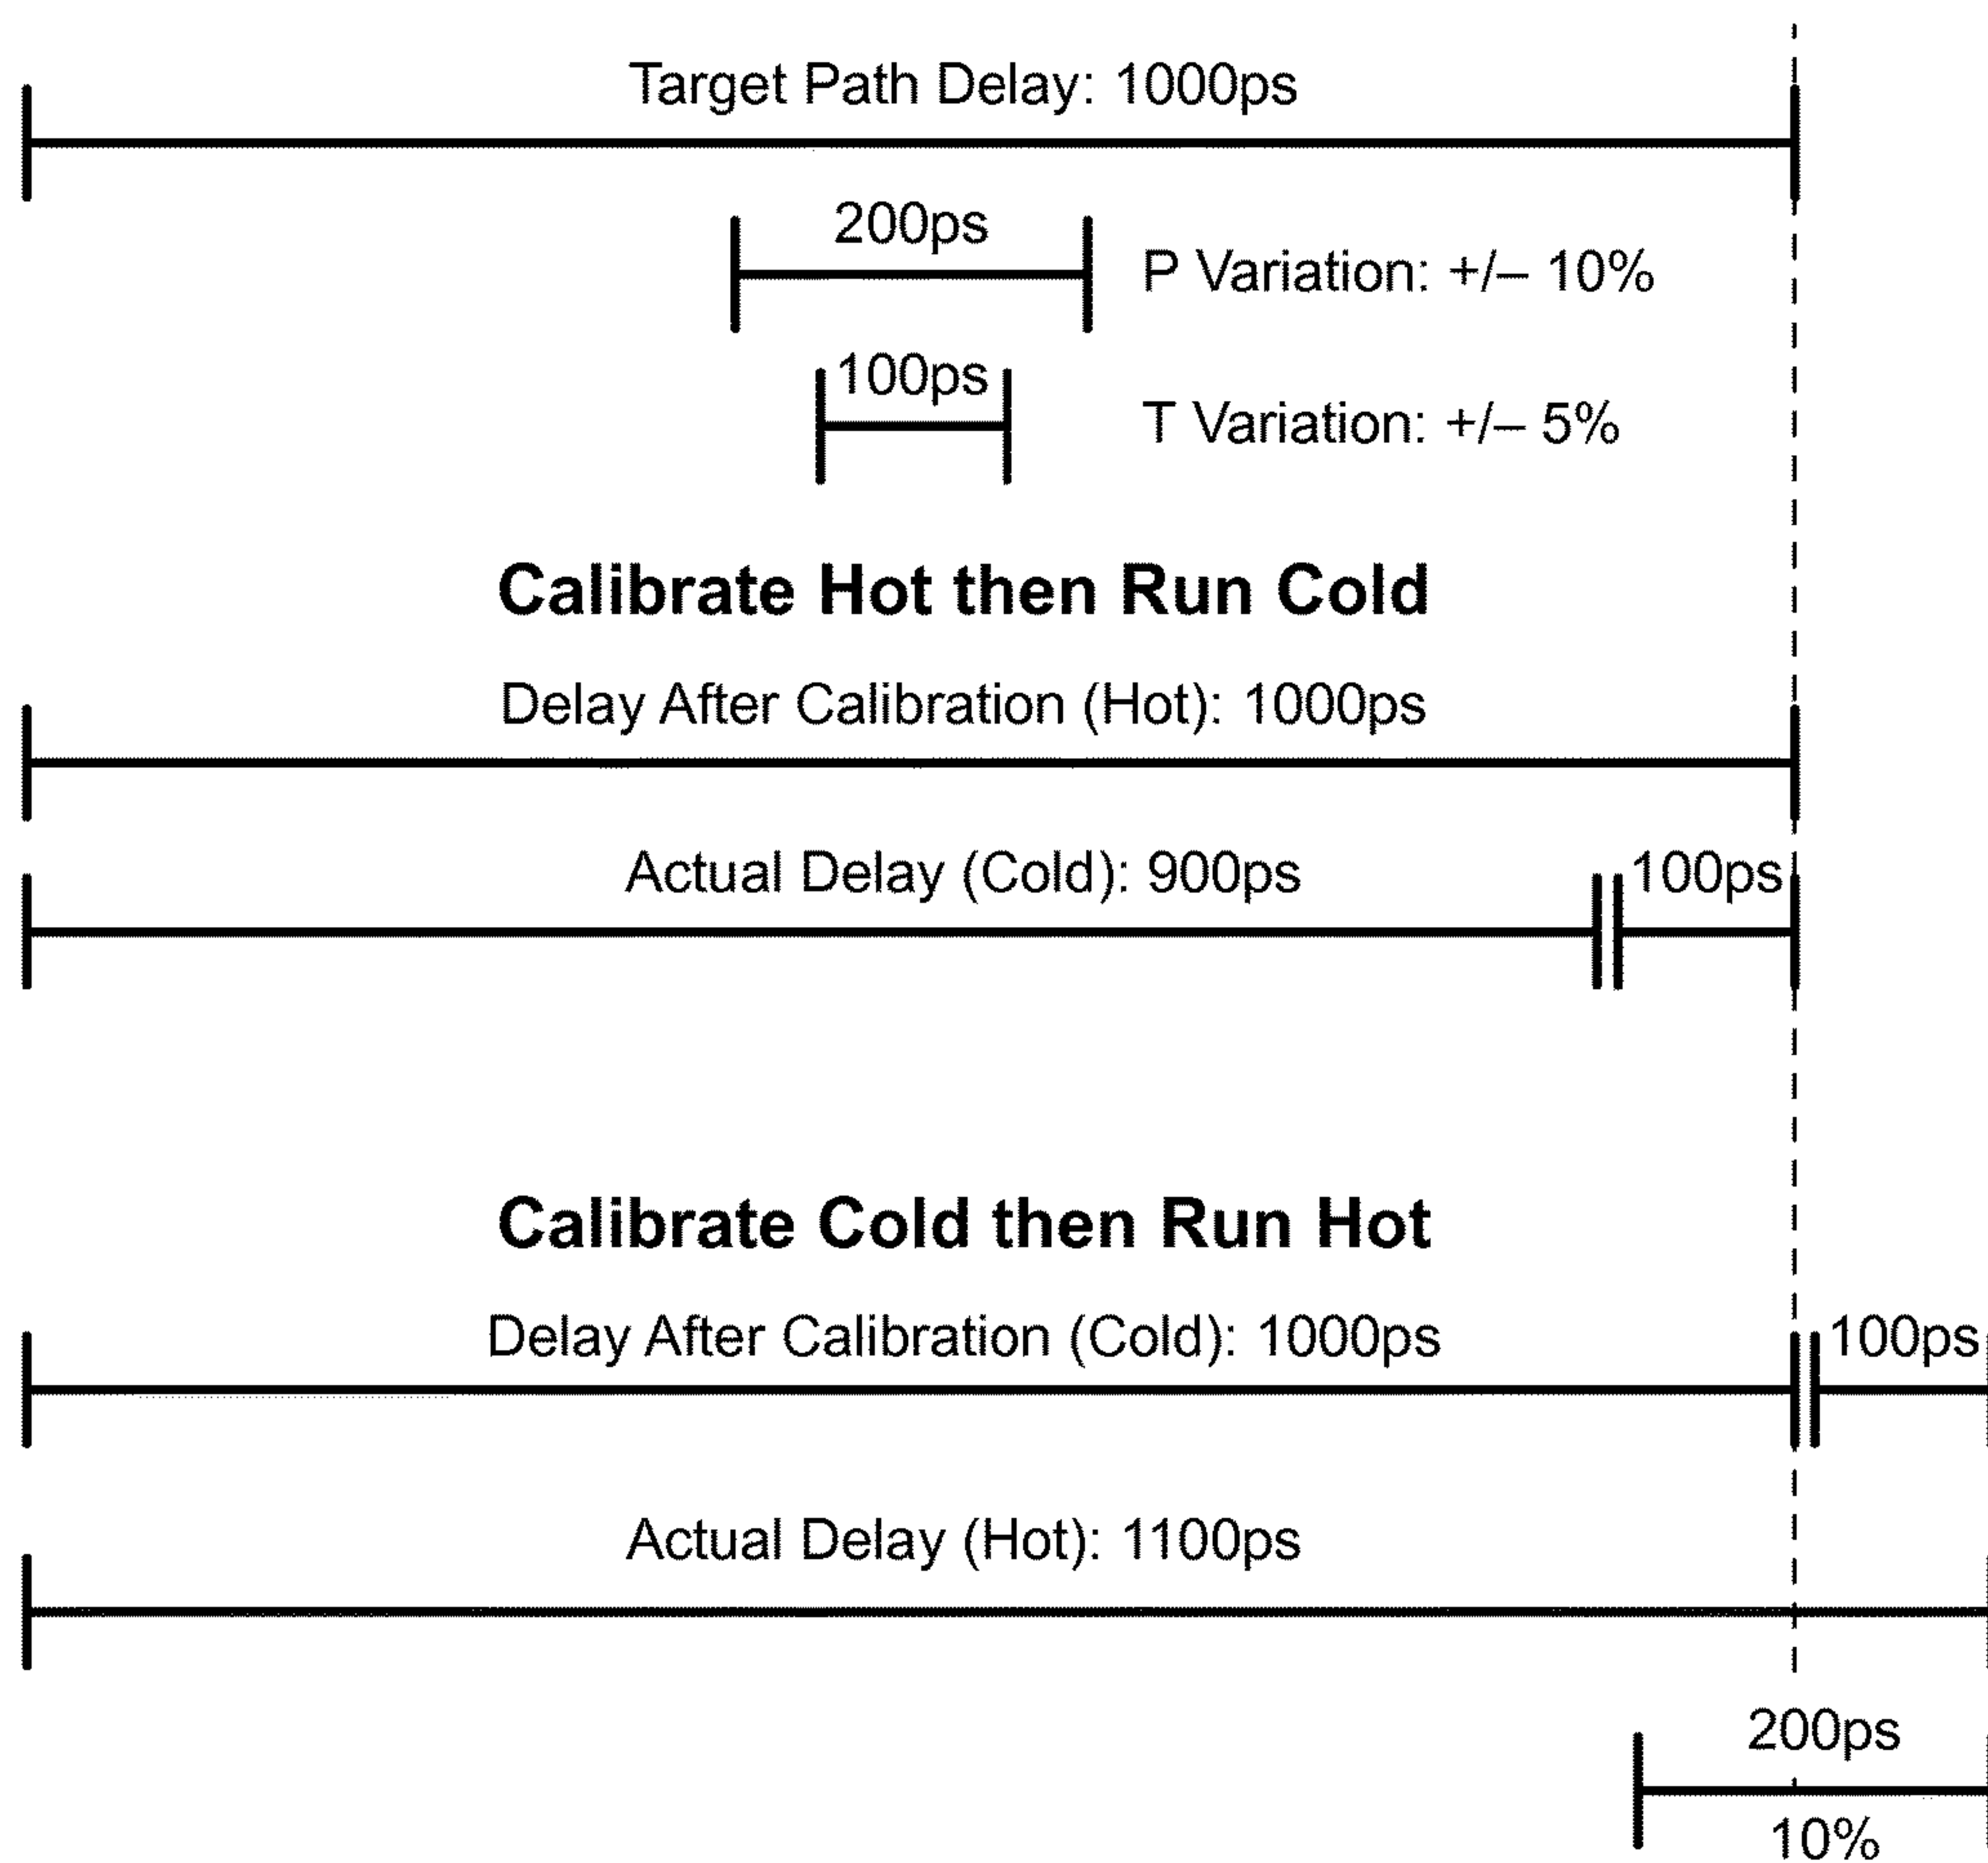 Target Path Delay: 1000ps
200ps
P Variation: +/– 10%
100ps
T Variation: +/– 5%
Calibrate Hot then Run Cold
Delay After Calibration (Hot): 1000ps
Actual Delay (Cold): 900ps
100ps
Calibrate Cold then Run Hot
Delay After Calibration (Cold): 1000ps
100ps
Actual Delay (Hot): 1100ps
200ps
10%